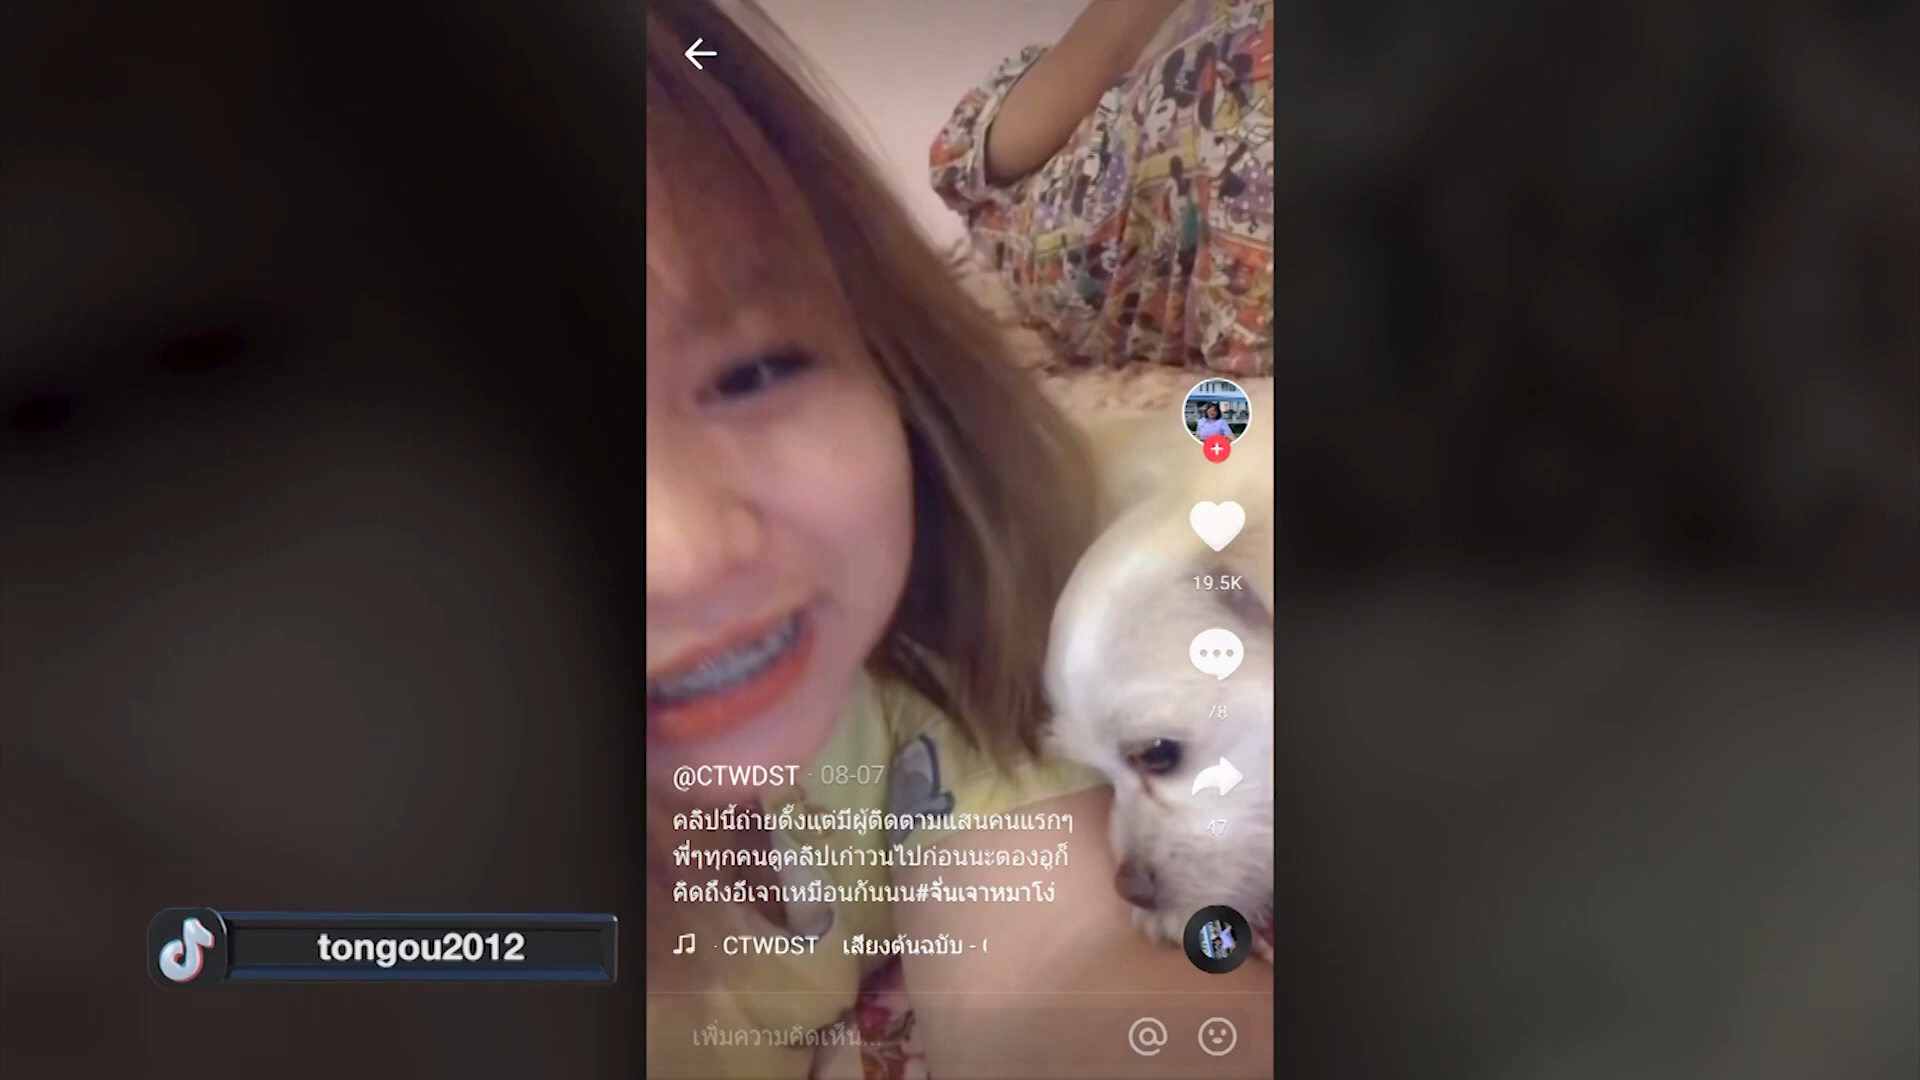 19.5K
78
47
@CTWDST · 08-07
คลิปนี้ถ่ายตั้งแต่มีผู้ติดตามแสนคนแรกๆ
พี่ๆทุกคนดูคลิปเก่าวนไปก่อนนะตองอูก็
คิดถึงอีเจาเหมือนกันนน#จั่นเจาหมาโง่
· CTWDST เสียงต้นฉบับ -
tongou2012
เพิ่มความคิดเห็น...